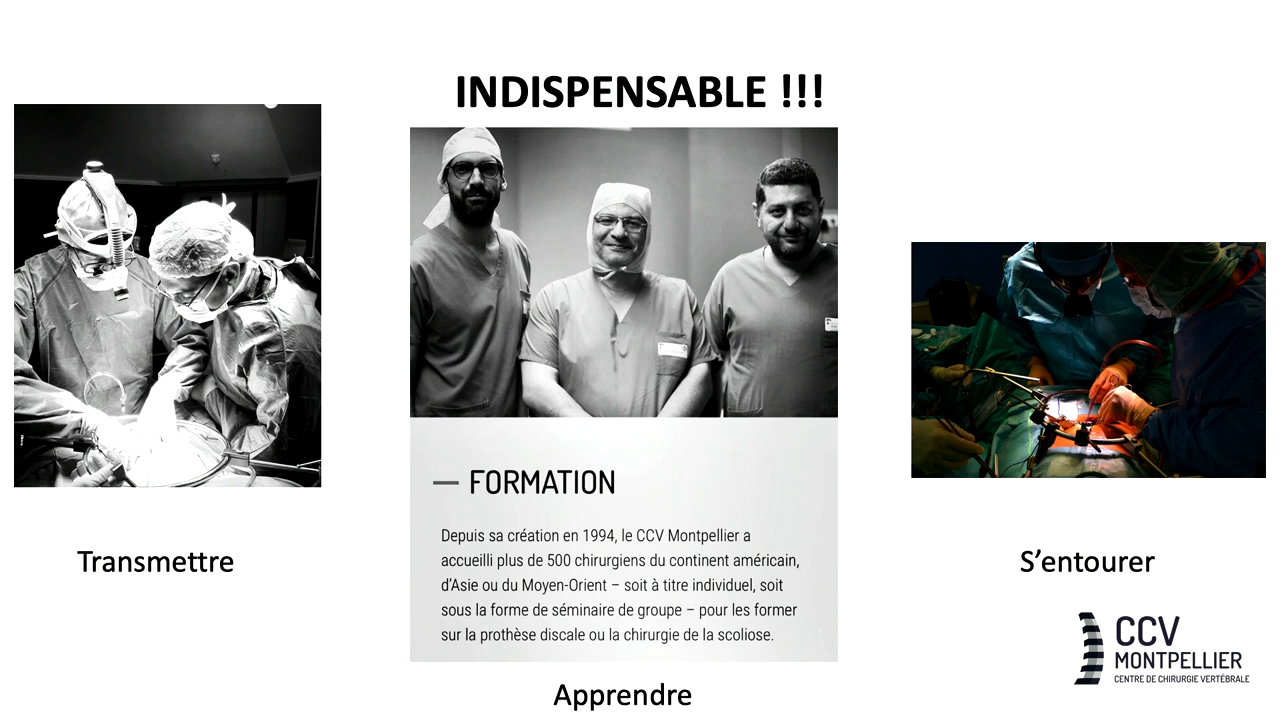 INDISPENSABLE !!!
— FORMATION
Depuis sa création en 1994, le CCV Montpellier a
accueilli plus de 500 chirurgiens du continent américain,
d’Asie ou du Moyen-Orient – soit à titre individuel, soit
sous la forme de séminaire de groupe – pour les former
sur la prothèse discale ou la chirurgie de la scoliose.
Transmettre
S’entourer
Apprendre
CCV
MONTPELLIER
CENTRE DE CHIRURGIE VERTÉBRALE